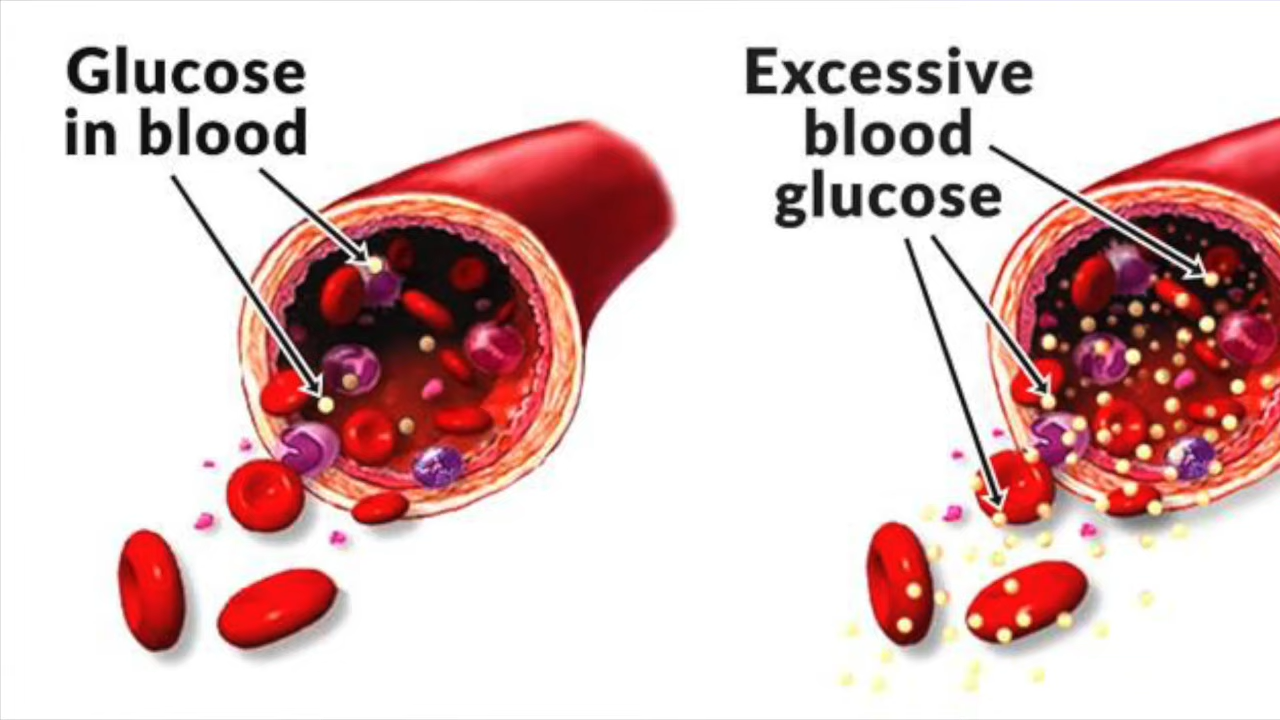 Glucose
in blood
Excessive
blood
glucose